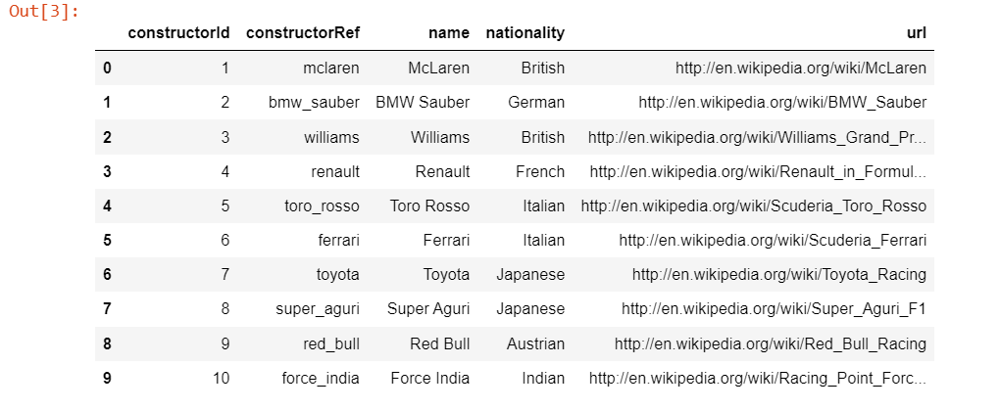 Out[3]:
constructorId constructorRef name nationality url
0 1 mclaren McLaren British http://en.wikipedia.org/wiki/McLaren
1 2 bmw_sauber BMW Sauber German http://en.wikipedia.org/wiki/BMW_Sauber
2 3 williams Williams British http://en.wikipedia.org/wiki/Williams_Grand_Pr...
3 4 renault Renault French http://en.wikipedia.org/wiki/Renault_in_Formul...
4 5 toro_rosso Toro Rosso Italian http://en.wikipedia.org/wiki/Scuderia_Toro_Rosso
5 6 ferrari Ferrari Italian http://en.wikipedia.org/wiki/Scuderia_Ferrari
6 7 toyota Toyota Japanese http://en.wikipedia.org/wiki/Toyota_Racing
7 8 super_aguri Super Aguri Japanese http://en.wikipedia.org/wiki/Super_Aguri_F1
8 9 red_bull Red Bull Austrian http://en.wikipedia.org/wiki/Red_Bull_Racing
9 10 force_india Force India Indian http://en.wikipedia.org/wiki/Racing_Point_Forc...